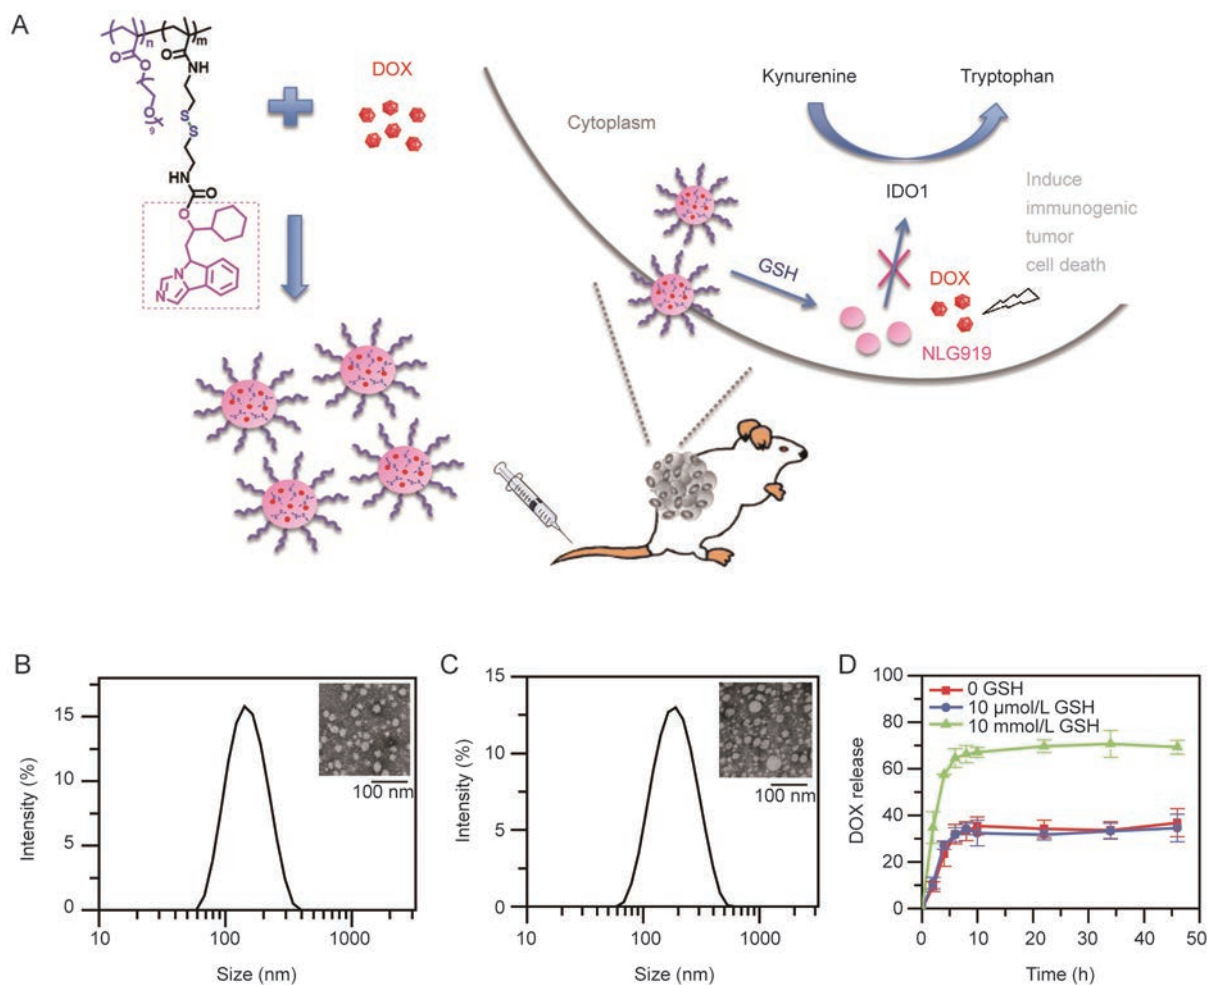 A
n
m
O
O
NH
O
9
S
S
HN
O
O
N
N
DOX
Cytoplasm
Kynurenine
Tryptophan
IDO1
Induce
immunogenic
tumor
cell death
GSH
DOX
NLG919
B
Intensity (%)
15
10
5
0
10
100
1000
Size (nm)
100 nm
C
Intensity (%)
15
10
5
0
10
100
1000
Size (nm)
100 nm
D
DOX release
100
80
60
40
20
0
0 GSH
10 μmol/L GSH
10 mmol/L GSH
0
10
20
30
40
50
Time (h)